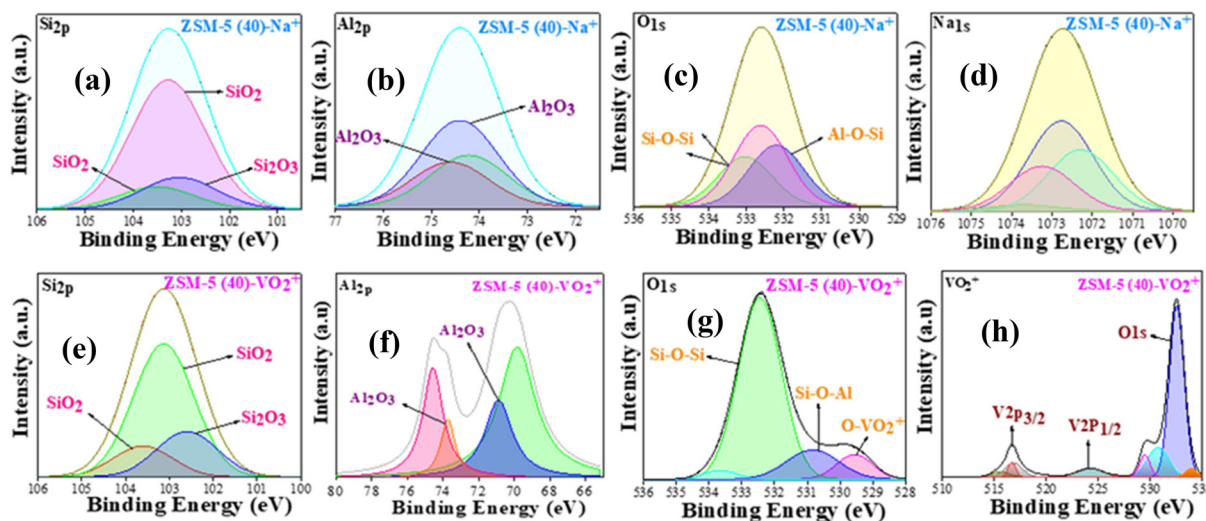 Si2p ZSM-5 (40)-Na+
(a)
SiO2
SiO2
Si2O3
Intensity (a.u.)
106 105 104 103 102 101
Binding Energy (eV)
Al2p ZSM-5 (40)-Na+
(b)
Al2O3
Al2O3
Intensity (a.u.)
77 76 75 74 73 72
Binding Energy (eV)
O1s ZSM-5 (40)-Na+
(c)
Si-O-Si
Al-O-Si
Intensity (a.u.)
536 535 534 533 532 531 530 529
Binding Energy (eV)
Na1s ZSM-5 (40)-Na+
(d)
Intensity (a.u.)
1076 1075 1074 1073 1072 1071 1070
Binding Energy (eV)
Si2p ZSM-5 (40)-VO2+
(e)
SiO2
SiO2
Si2O3
Intensity (a.u.)
106 105 104 103 102 101 100
Binding Energy (eV)
Al2p ZSM-5 (40)-VO2+
(f)
Al2O3
Al2O3
Intensity (a.u)
80 78 76 74 72 70 68 66
Binding Energy (eV)
O1s ZSM-5 (40)-VO2+
(g)
Si-O-Si
Si-O-Al
O-VO2+
Intensity (a.u)
536 535 534 533 532 531 530 529 528
Binding Energy (eV)
VO2+ ZSM-5 (40)-VO2+
(h)
O1s
V2p3/2
V2P1/2
Intensity (a.u)
510 515 520 525 530 535
Binding Energy (eV)